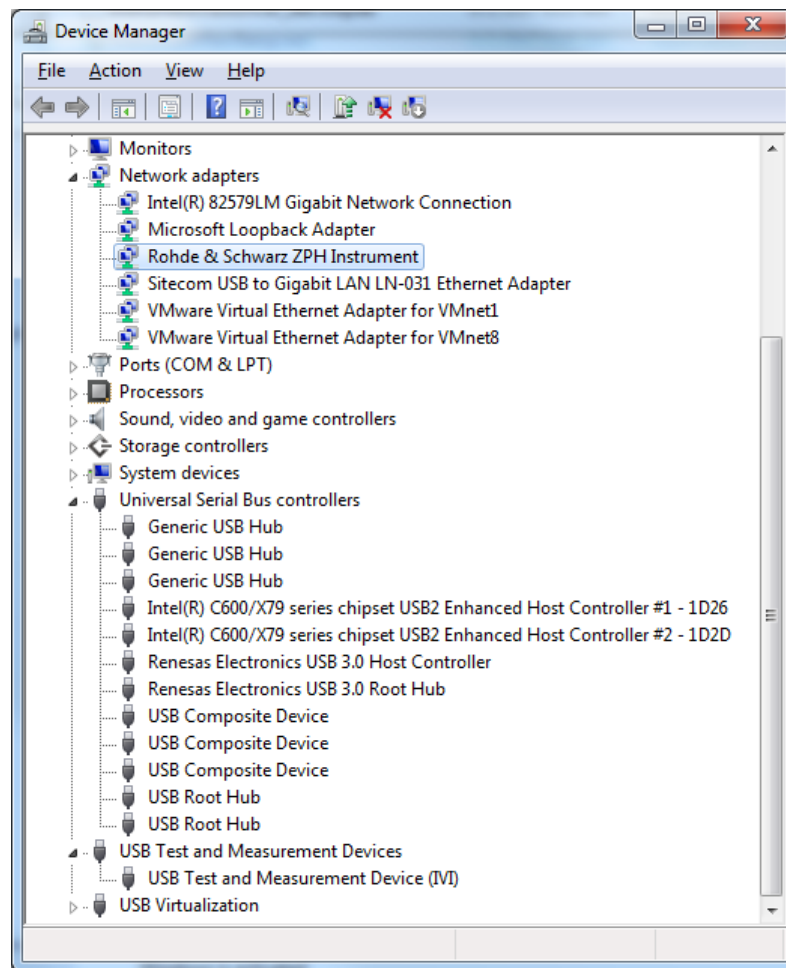 Device Manager
File Action View Help
Monitors
Network adapters
Intel(R) 82579LM Gigabit Network Connection
Microsoft Loopback Adapter
Rohde & Schwarz ZPH Instrument
Sitecom USB to Gigabit LAN LN-031 Ethernet Adapter
VMware Virtual Ethernet Adapter for VMnet1
VMware Virtual Ethernet Adapter for VMnet8
Ports (COM & LPT)
Processors
Sound, video and game controllers
Storage controllers
System devices
Universal Serial Bus controllers
Generic USB Hub
Generic USB Hub
Generic USB Hub
Intel(R) C600/X79 series chipset USB2 Enhanced Host Controller #1 - 1D26
Intel(R) C600/X79 series chipset USB2 Enhanced Host Controller #2 - 1D2D
Renesas Electronics USB 3.0 Host Controller
Renesas Electronics USB 3.0 Root Hub
USB Composite Device
USB Composite Device
USB Composite Device
USB Root Hub
USB Root Hub
USB Test and Measurement Devices
USB Test and Measurement Device (IVI)
USB Virtualization